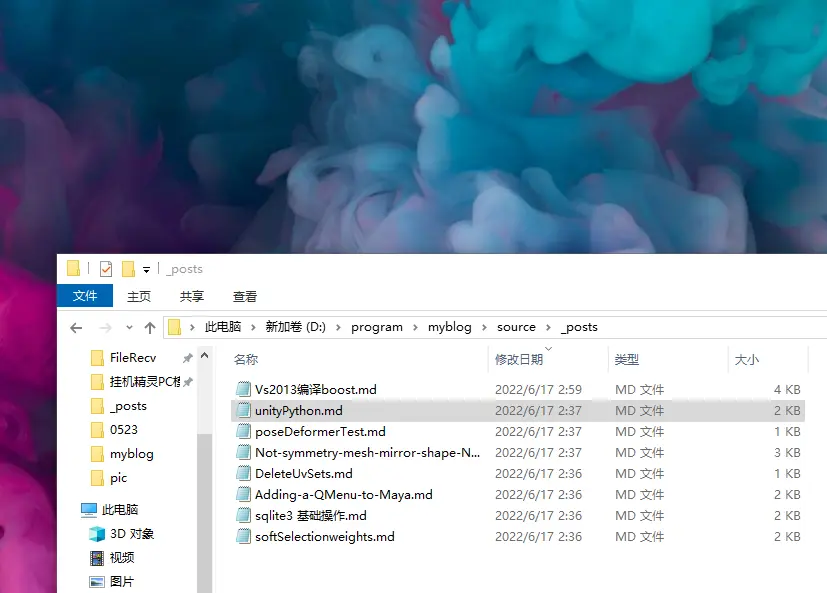 _posts
文件 主页 共享 查看
此电脑 新加卷 (D:) program myblog source _posts
FileRecv
挂机精灵PC
_posts
0523
myblog
pic
此电脑
3D 对象
视频
图片
名称 修改日期 类型 大小
Vs2013编译boost.md 2022/6/17 2:59 MD 文件 4 KB
unityPython.md 2022/6/17 2:37 MD 文件 2 KB
poseDeformerTest.md 2022/6/17 2:37 MD 文件 1 KB
Not-symmetry-mesh-mirror-shape-N... 2022/6/17 2:37 MD 文件 3 KB
DeleteUvSets.md 2022/6/17 2:36 MD 文件 1 KB
Adding-a-QMenu-to-Maya.md 2022/6/17 2:36 MD 文件 2 KB
sqlite3 基础操作.md 2022/6/17 2:36 MD 文件 2 KB
softSelectionweights.md 2022/6/17 2:36 MD 文件 2 KB